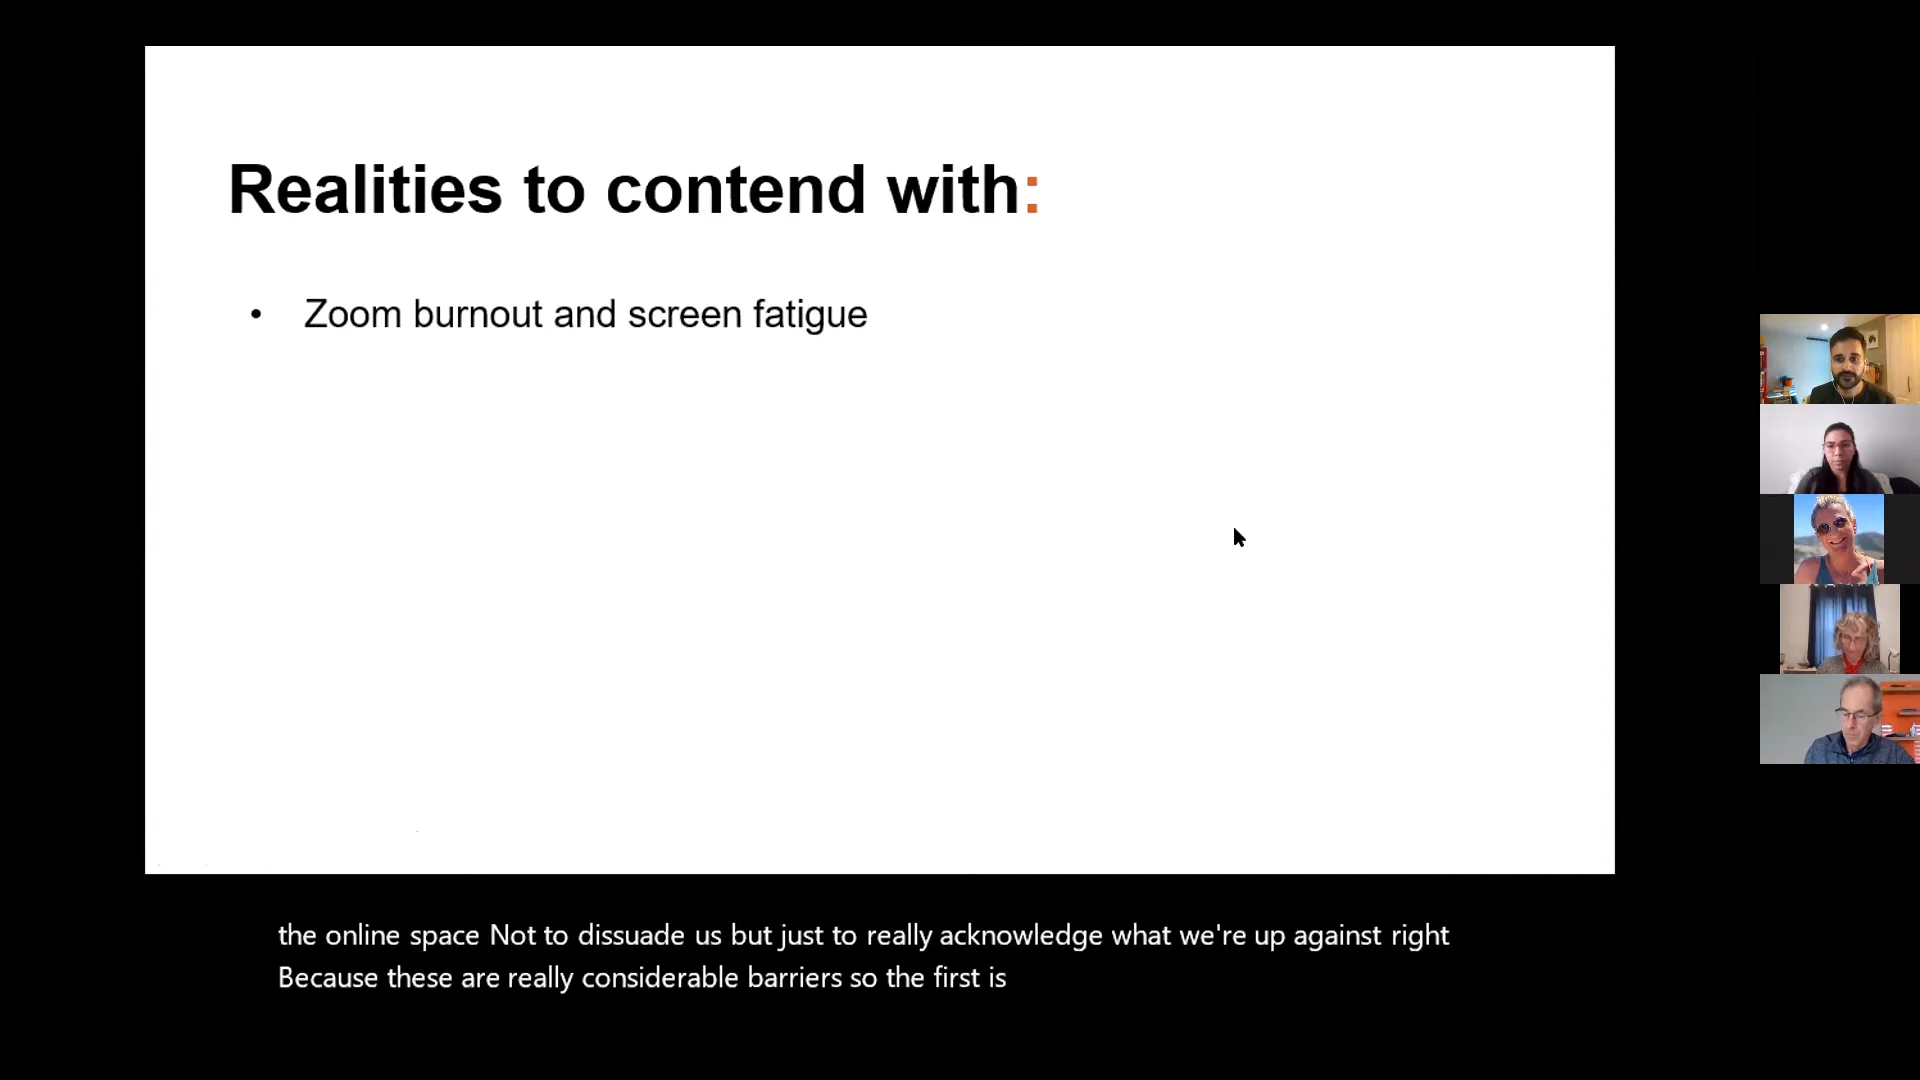 Realities to contend with:
• Zoom burnout and screen fatigue
the online space Not to dissuade us but just to really acknowledge what we're up against right
Because these are really considerable barriers so the first is